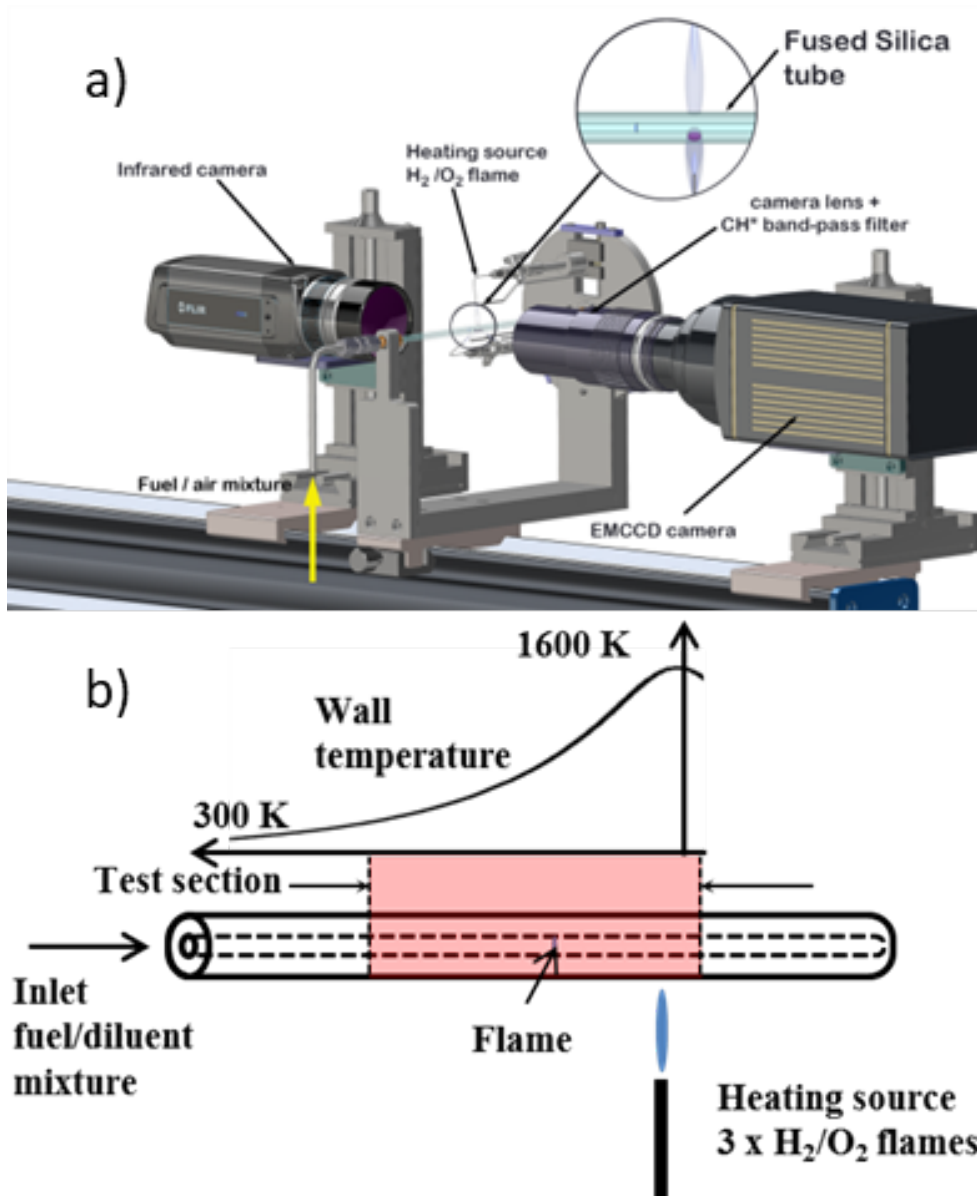 a)
Fused Silica
tube
Heating source
H₂ /O₂ flame
Infrared camera
camera lens +
CH* band-pass filter
FLIR
Fuel / air mixture
EMCCD camera
b)
1600 K
Wall
temperature
300 K
Test section
Inlet
fuel/diluent
mixture
Flame
Heating source
3 x H₂/O₂ flames